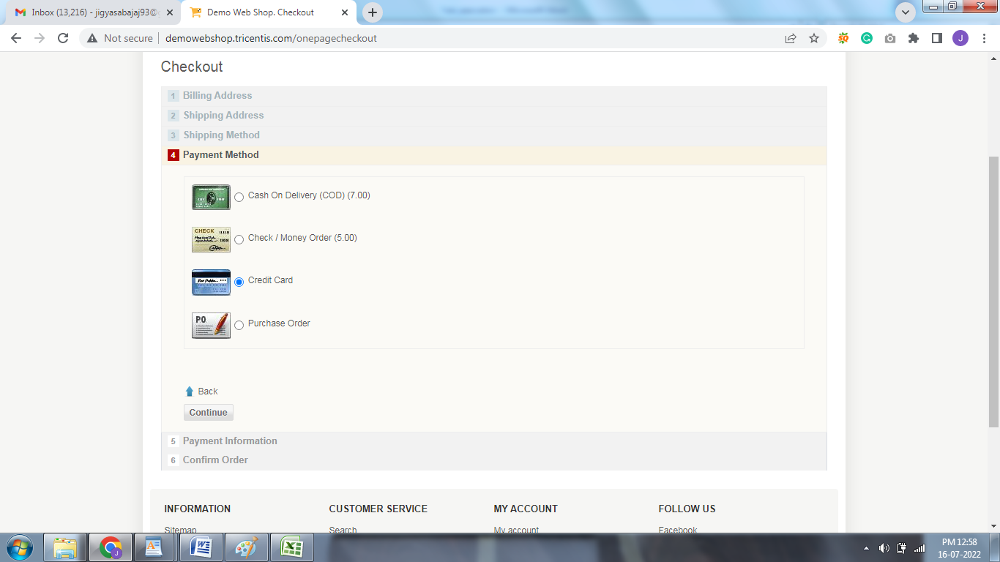 Inbox (13,216) - jigyasabajaj93@g
Demo Web Shop. Checkout
Not secure
demowebshop.tricentis.com/onepagecheckout
J
Checkout
1 Billing Address
2 Shipping Address
3 Shipping Method
4 Payment Method
Cash On Delivery (COD) (7.00)
CHECK
Check / Money Order (5.00)
Credit Card
P.O.
Purchase Order
Back
Continue
5 Payment Information
6 Confirm Order
INFORMATION CUSTOMER SERVICE MY ACCOUNT FOLLOW US
Sitemap Search My account Facebook
J
PM 12:58
16-07-2022